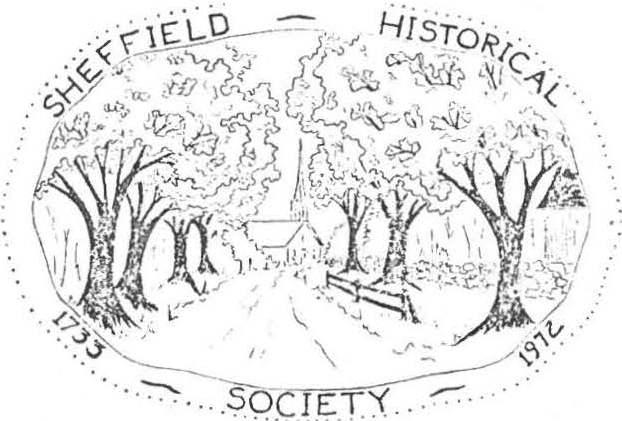 SHEFFIELD — HISTORICAL
1733 — SOCIETY — 1972